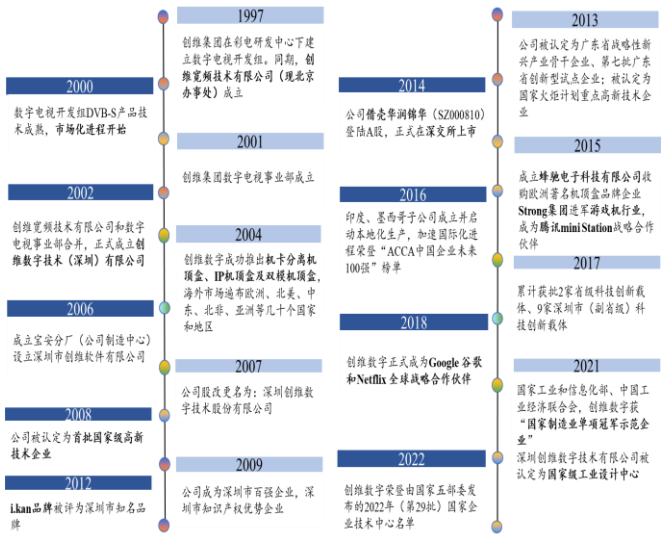 1997
创维集团在彩电研发中心下建
立数字电视开发组。同期，创
维宽频技术有限公司（现北京
办事处）成立
2000
数字电视开发组DVB-S产品技
术成熟，市场化进程开始
2001
创维集团数字电视事业部成立
2002
创维宽频技术有限公司和数字
电视事业部合并，正式成立创
维数字技术（深圳）有限公司
2004
创维数字成功推出机卡分离机
顶盒、IP机顶盒及双模机顶盒，
海外市场遍布欧洲、北美、中
东、北非、亚洲等几十个国家
和地区
2006
成立宝安分厂（公司制造中心）
设立深圳市创维软件有限公司
2007
公司股改更名为：深圳创维数
字技术股份有限公司
2008
公司被认定为首批国家级高新
技术企业
2009
公司成为深圳市百强企业，深
圳市知识产权优势企业
2012
i.kan品牌被评为深圳市知名品
牌
2013
公司被认定为广东省战略性新
兴产业骨干企业、第七批广东
省创新型试点企业；被认定为
国家火炬计划重点高新技术企
业
2014
公司借壳华润锦华（SZ000810）
登陆A股，正式在深交所上市
2015
成立蜂驰电子科技有限公司收
购欧洲著名机顶盒品牌企业
Strong集团进军游戏机行业，
成为腾讯miniStation战略合作
伙伴
2016
印度、墨西哥子公司成立并启
动本地化生产，加速国际化进
程荣登“ACCA中国企业未来
100强”榜单
2017
累计获批2家省级科技创新载
体、9家深圳市（副省级）科
技创新载体
2018
创维数字正式成为Google 谷歌
和Netflix 全球战略合作伙伴
2021
国家工业和信息化部、中国工
业经济联合会，创维数字获
“国家制造业单项冠军示范企
业”
深圳创维数字技术有限公司被
认定为国家级工业设计中心
2022
创维数字荣登由国家五部委发
布的2022年（第29批）国家企
业技术中心名单